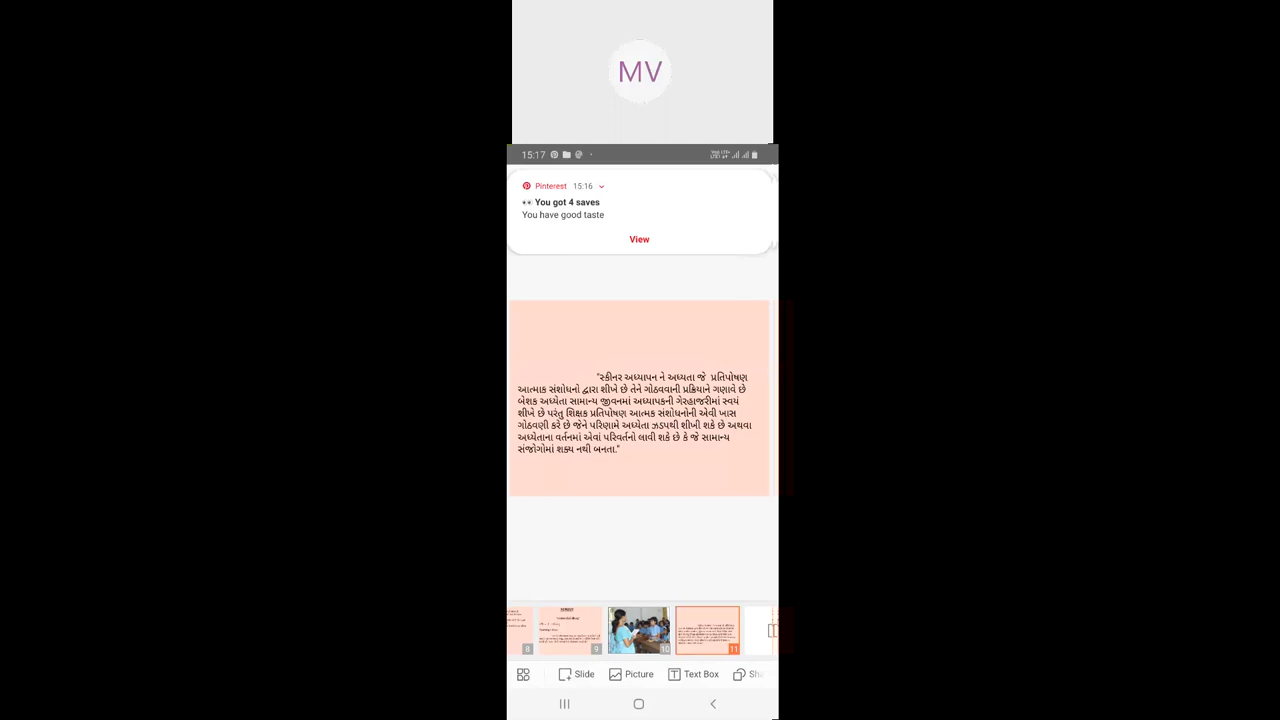 MV
15:17
Pinterest 15:16
You got 4 saves
You have good taste
View
"સ્કીનર અધ્યાપન ને અધ્યતા જે પ્રતિપોષણ
આત્માક સંશોધનો દ્વારા શીખે છે તેને ગોઠવવાની પ્રક્રિયાને ગણાવે છે
બેશક અધ્યેતા સામાન્ય જીવનમાં અધ્યાપકની ગેરહાજરીમાં સ્વયં
શીખે છે પરંતુ શિક્ષક પ્રતિપોષણ આત્મક સંશોધનોની એવી ખાસ
ગોઠવણી કરે છે જેને પરિણામે અધ્યેતા ઝડપથી શીખી શકે છે અથવા
અધ્યેતાના વર્તનમાં એવાં પરિવર્તનો લાવી શકે છે કે જે સામાન્ય
સંજોગોમાં શક્ય નથી બનતા."
8 9 10 11
Slide Picture Text Box Sha